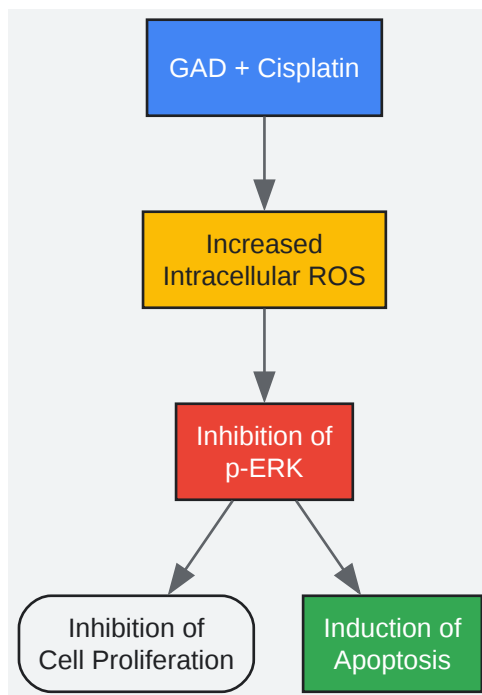 GAD + Cisplatin
Increased
Intracellular ROS
Inhibition of
p-ERK
Inhibition of
Cell Proliferation
Induction of
Apoptosis